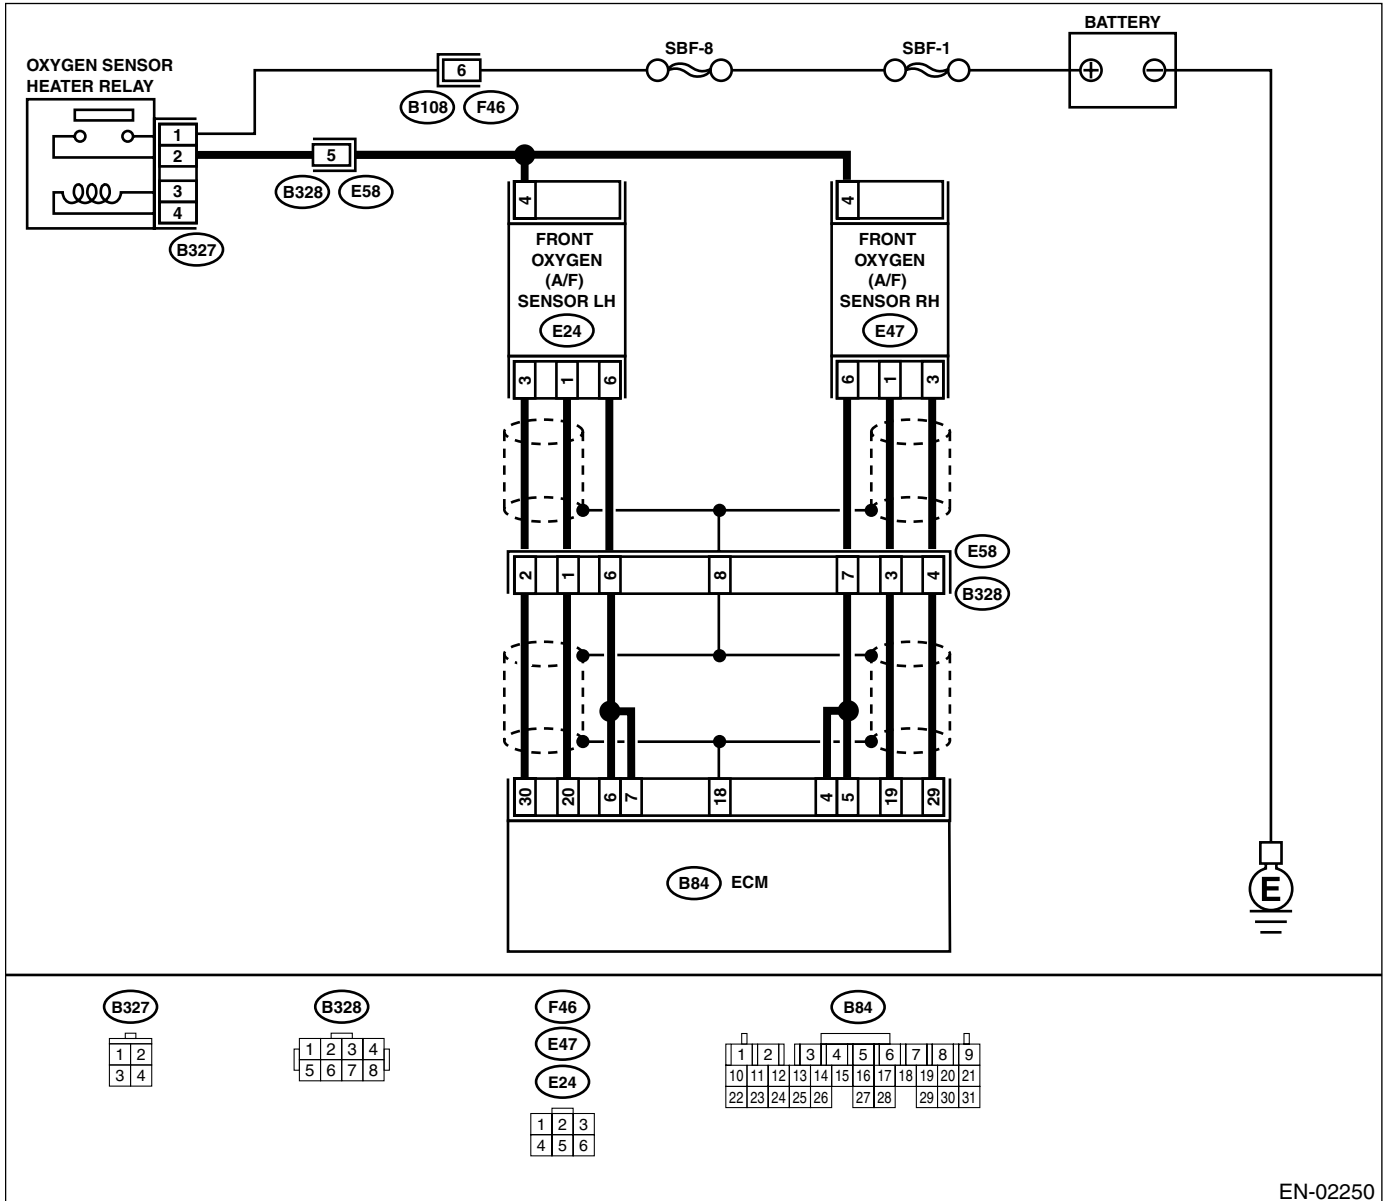 BATTERY
SBF-8
SBF-1
OXYGEN SENSOR
HEATER RELAY
6
B108
F46
1
2
3
4
B327
5
B328
E58
4
4
FRONT
OXYGEN
(A/F)
SENSOR LH
E24
FRONT
OXYGEN
(A/F)
SENSOR RH
E47
3 1 6
6 1 3
E58
2 1 6 8 7 3 4
B328
30 20 6 7 18 4 5 19 29
B84 ECM
E
B327
1 2
3 4
B328
1 2 3 4
5 6 7 8
F46
E47
E24
1 2 3
4 5 6
B84
1 2 3 4 5 6 7 8 9
10 11 12 13 14 15 16 17 18 19 20 21
22 23 24 25 26 27 28 29 30 31
EN-02250